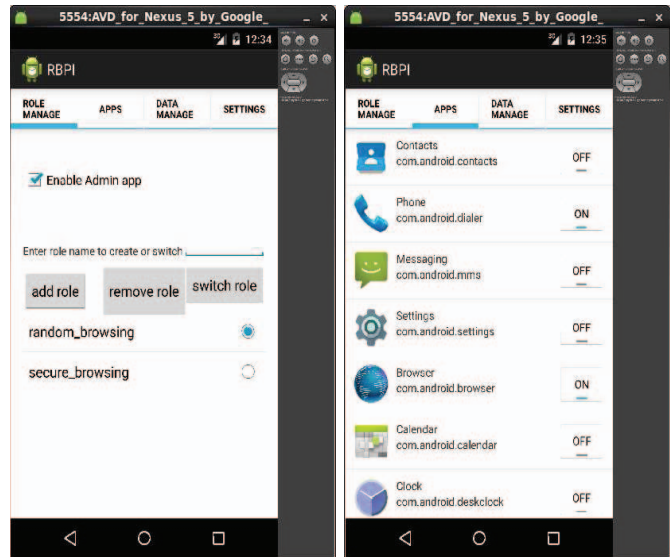 5554:AVD_for_Nexus_5_by_Google_
12:34
RBPI
ROLE MANAGE
APPS
DATA MANAGE
SETTINGS
Enable Admin app
Enter role name to create or switch
add role
remove role
switch role
random_browsing
secure_browsing
5554:AVD_for_Nexus_5_by_Google_
12:35
RBPI
ROLE MANAGE
APPS
DATA MANAGE
SETTINGS
Contacts
com.android.contacts
OFF
Phone
com.android.dialer
ON
Messaging
com.android.mms
OFF
Settings
com.android.settings
OFF
Browser
com.android.browser
ON
Calendar
com.android.calendar
OFF
Clock
com.android.deskclock
OFF